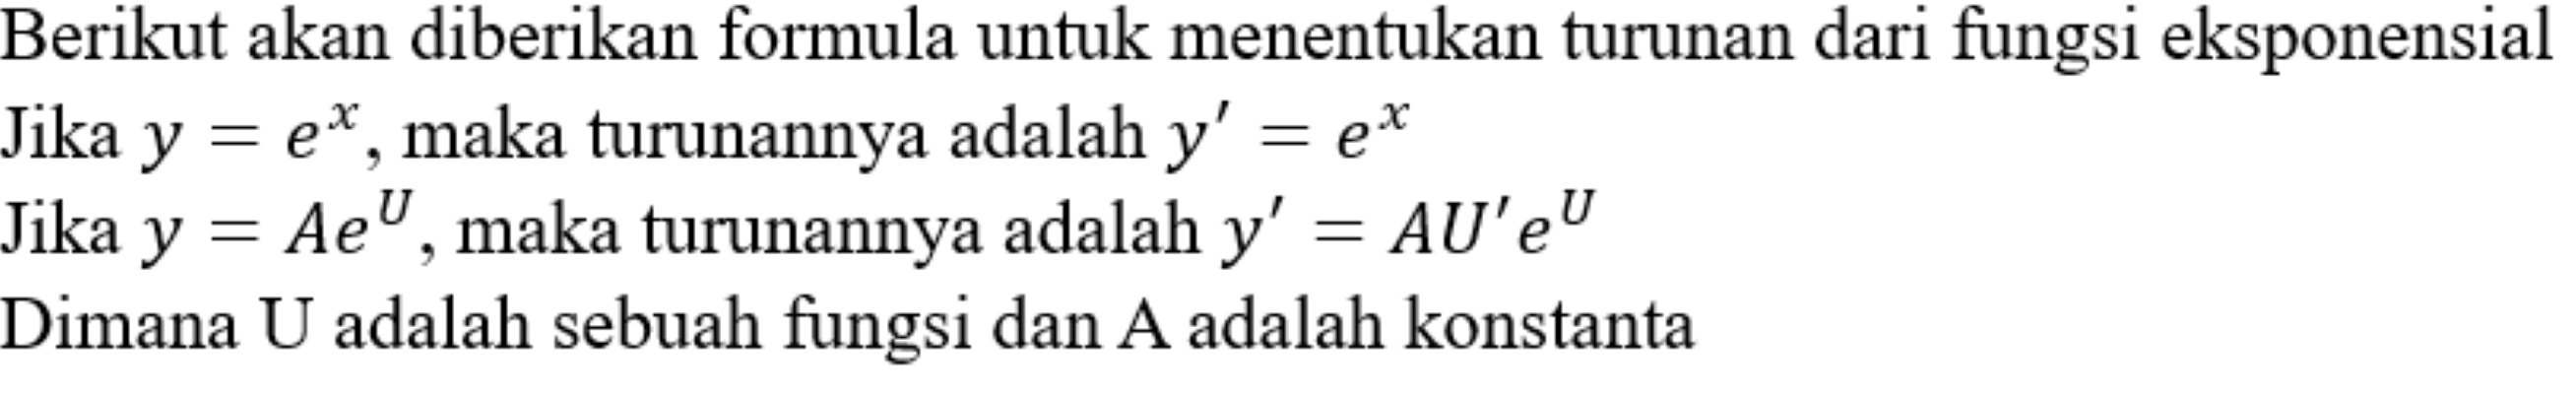 Berikut akan diberikan formula untuk menentukan turunan dari fungsi eksponensial
Jika $y = e^x$, maka turunannya adalah $y' = e^x$
Jika $y = Ae^U$, maka turunannya adalah $y' = AU'e^U$
Dimana U adalah sebuah fungsi dan A adalah konstanta